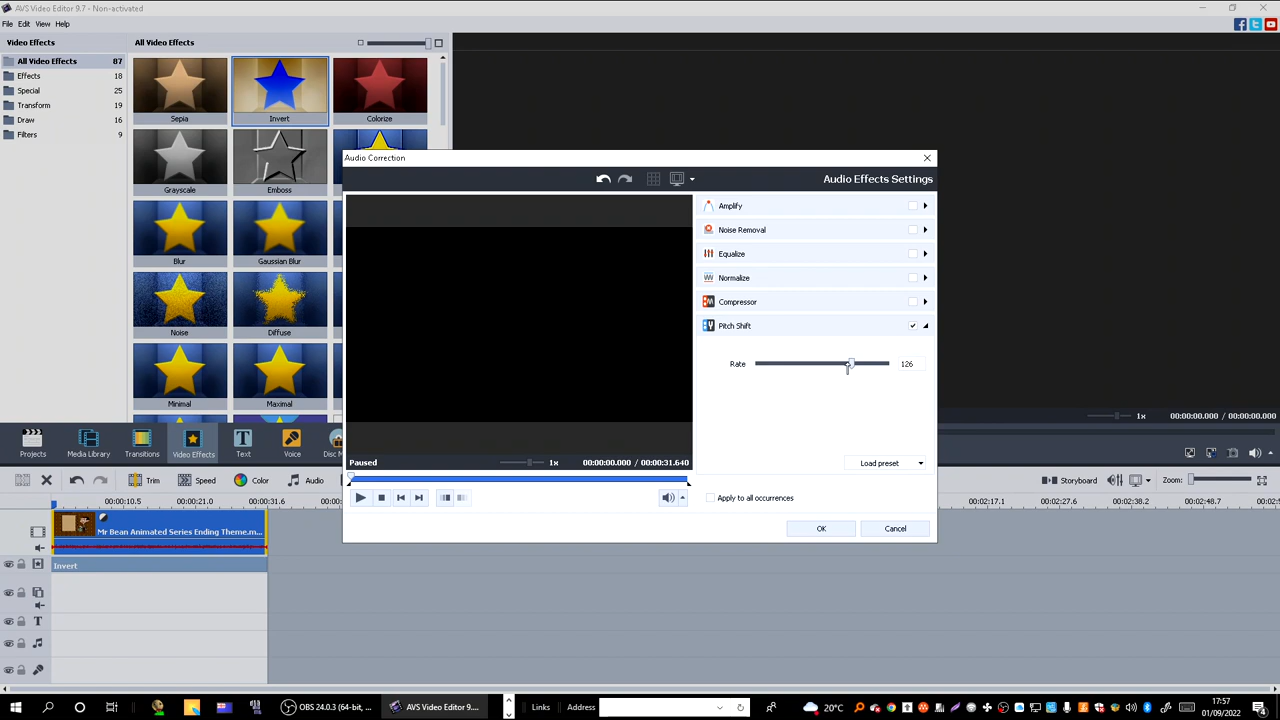 AVS Video Editor 9.7 - Non-activated
File Edit View Help
Video Effects
All Video Effects
All Video Effects 87
Effects 18
Special 25
Transform 19
Draw 16
Filters 9
Sepia Invert Colorize
Grayscale Emboss
Blur Gaussian Blur
Noise Diffuse
Minimal Maximal
Audio Correction
Audio Effects Settings
Amplify
Noise Removal
Equalize
Normalize
Compressor
Pitch Shift
Rate 126
Load preset
Paused 1x 00:00:00.000 / 00:00:31.640
Apply to all occurrences
OK Cancel
1x 00:00:00.000 / 00:00:00.000
Projects Media Library Transitions Video Effects Text Voice Disc M
Trim Speed Color Audio Storyboard Zoom:
00:00:10.5 00:00:21.0 00:02:17.1 00:02:27.6 00:02:38.2 00:02:48.7 00:02:5
Mr Bean Animated Series Ending Theme.m...
Invert
T
OBS 24.0.3 (64-bit, ... AVS Video Editor 9.7... Links Address 20°C 17:57
01/09/2022